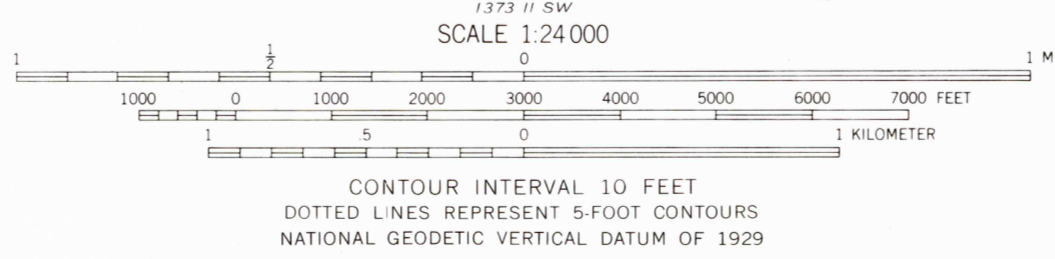 1373 II SW
SCALE 1:24 000
1 1/2 0 1 M
1000 0 1000 2000 3000 4000 5000 6000 7000 FEET
1 .5 0 1 KILOMETER
CONTOUR INTERVAL 10 FEET
DOTTED LINES REPRESENT 5-FOOT CONTOURS
NATIONAL GEODETIC VERTICAL DATUM OF 1929